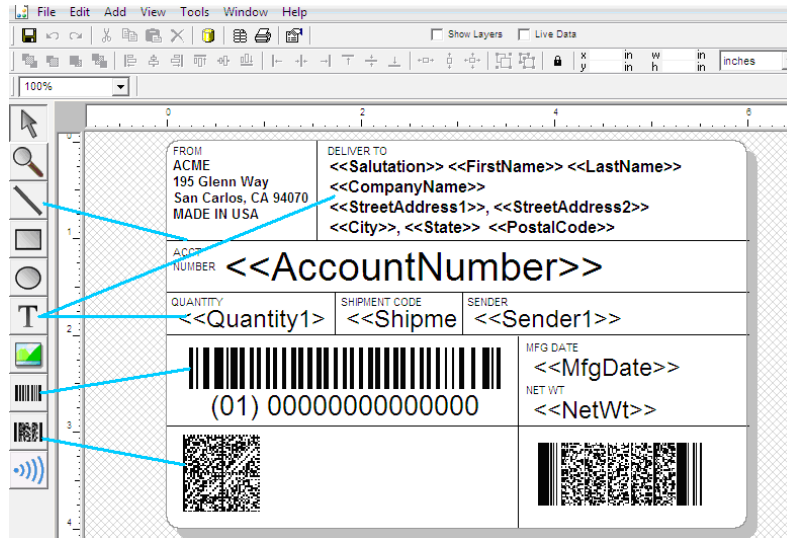 File Edit Add View Tools Window Help
Show Layers Live Data
x in w in inches
y in h in
100%
0 2 4 6
0
FROM
ACME
195 Glenn Way
San Carlos, CA 94070
MADE IN USA
DELIVER TO
<<Salutation>> <<FirstName>> <<LastName>>
<<CompanyName>>
<<StreetAddress1>>, <<StreetAddress2>>
<<City>>, <<State>> <<PostalCode>>
1
ACCT
NUMBER <<AccountNumber>>
QUANTITY SHIPMENT CODE SENDER
<<Quantity1> <<Shipme <<Sender1>>
2
T
MFG DATE
<<MfgDate>>
NET WT
<<NetWt>>
(01) 00000000000000
3
4